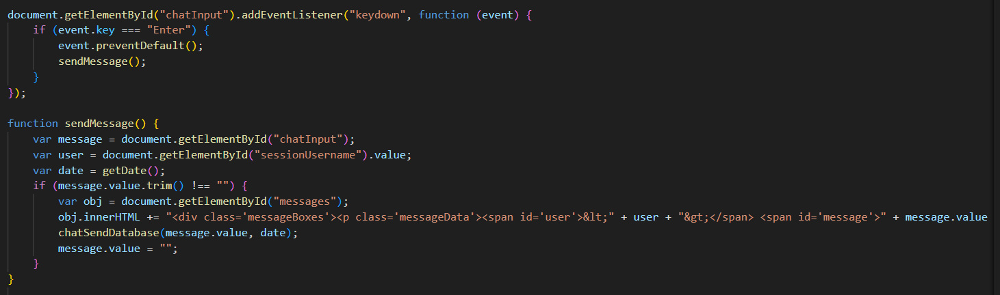 document.getElementById("chatInput").addEventListener("keydown", function (event) {
    if (event.key === "Enter") {
        event.preventDefault();
        sendMessage();
    }
});

function sendMessage() {
    var message = document.getElementById("chatInput");
    var user = document.getElementById("sessionUsername").value;
    var date = getDate();
    if (message.value.trim() !== "") {
        var obj = document.getElementById("messages");
        obj.innerHTML += "<div class='messageBoxes'><p class='messageData'><span id='user'>&lt;" + user + "&gt;</span> <span id='message'>" + message.value
        chatSendDatabase(message.value, date);
        message.value = "";
    }
}